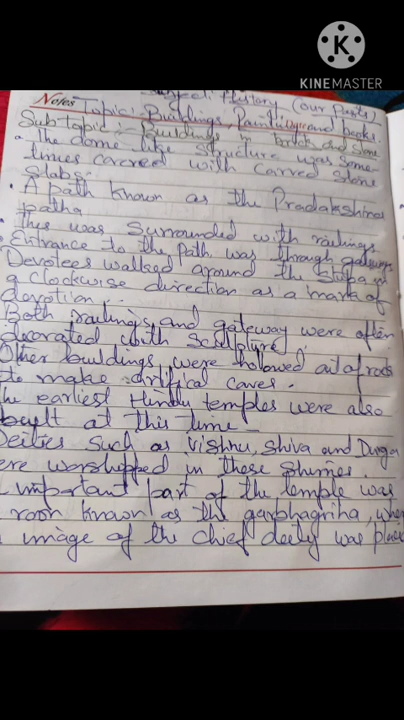 KINEMASTER
Subject: History (our pasts)
Notes Topic:- Buildings, Paintings and books.
Sub-topic:- Buildings in brick and stone
• The dome like structure was some-
times covered with carved stone
slabs.
• A path known as the Pradakshina
patha
• This was surrounded with railings.
• Entrance to the path was through gateways
Devotees walked around the stupa in
a clockwise direction as a mark of
devotion.
Both railings and gateway were often
decorated with sculpture,
Other buildings were hollowed out of rock
to make artifical caves.
The earliest Hindu temples were also
built at this time
Deities such as Vishnu, Shiva and Durga
ere worshipped in these shrines.
important part of the temple was
room known as the garbhagriha, where
image of the chief deity was placed